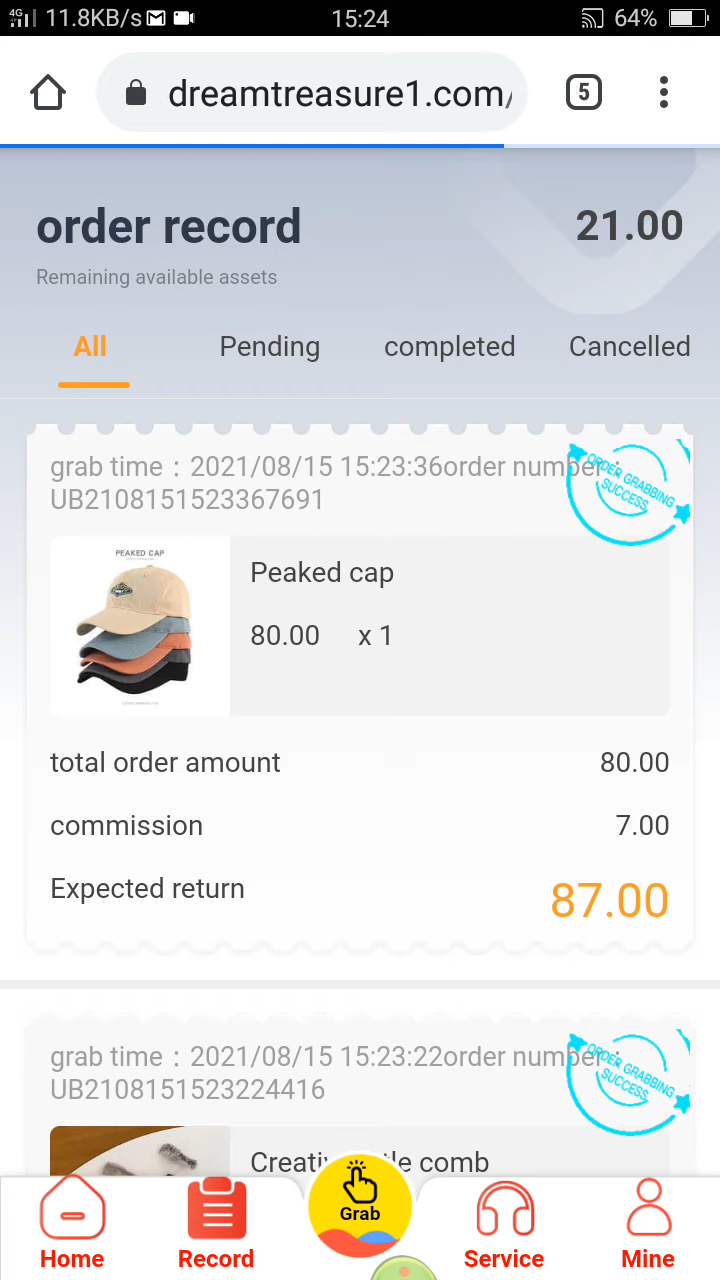 4G 11.8KB/s 15:24 64%
dreamtreasure1.com/ 5
order record 21.00
Remaining available assets
All Pending completed Cancelled
grab time：2021/08/15 15:23:36order number：
UB2108151523367691
ORDER GRABBING
SUCCESS
PEAKED CAP
Peaked cap
80.00 x 1
total order amount 80.00
commission 7.00
Expected return 87.00
grab time：2021/08/15 15:23:22order number：
UB2108151523224416
ORDER GRABBING
SUCCESS
comb
Grab
Home Record Service Mine